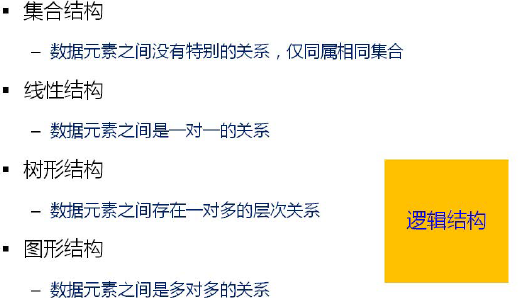 ▪ 集合结构
– 数据元素之间没有特别的关系，仅同属相同集合
▪ 线性结构
– 数据元素之间是一对一的关系
▪ 树形结构
– 数据元素之间存在一对多的层次关系
逻辑结构
▪ 图形结构
– 数据元素之间是多对多的关系